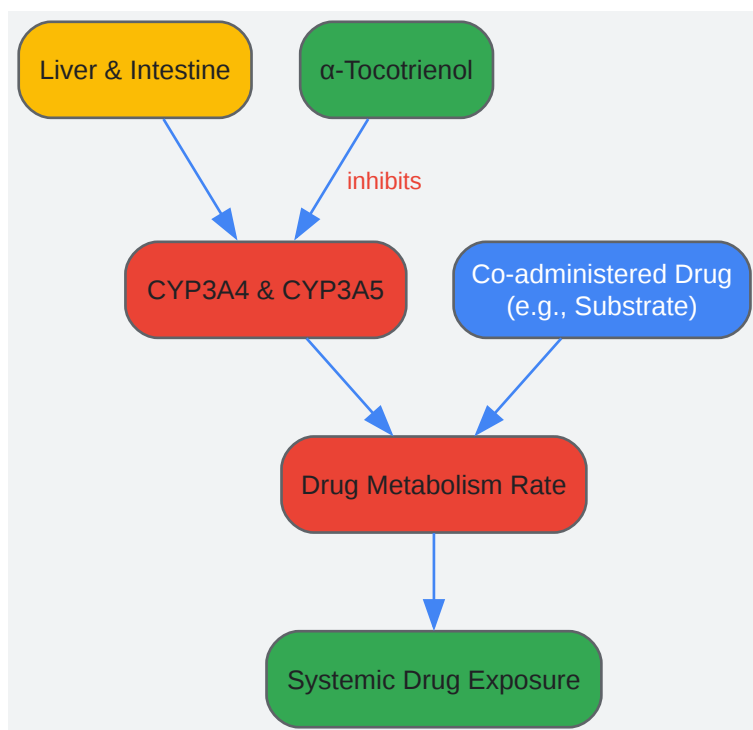 Liver & Intestine
α-Tocotrienol
inhibits
CYP3A4 & CYP3A5
Co-administered Drug
(e.g., Substrate)
Drug Metabolism Rate
Systemic Drug Exposure